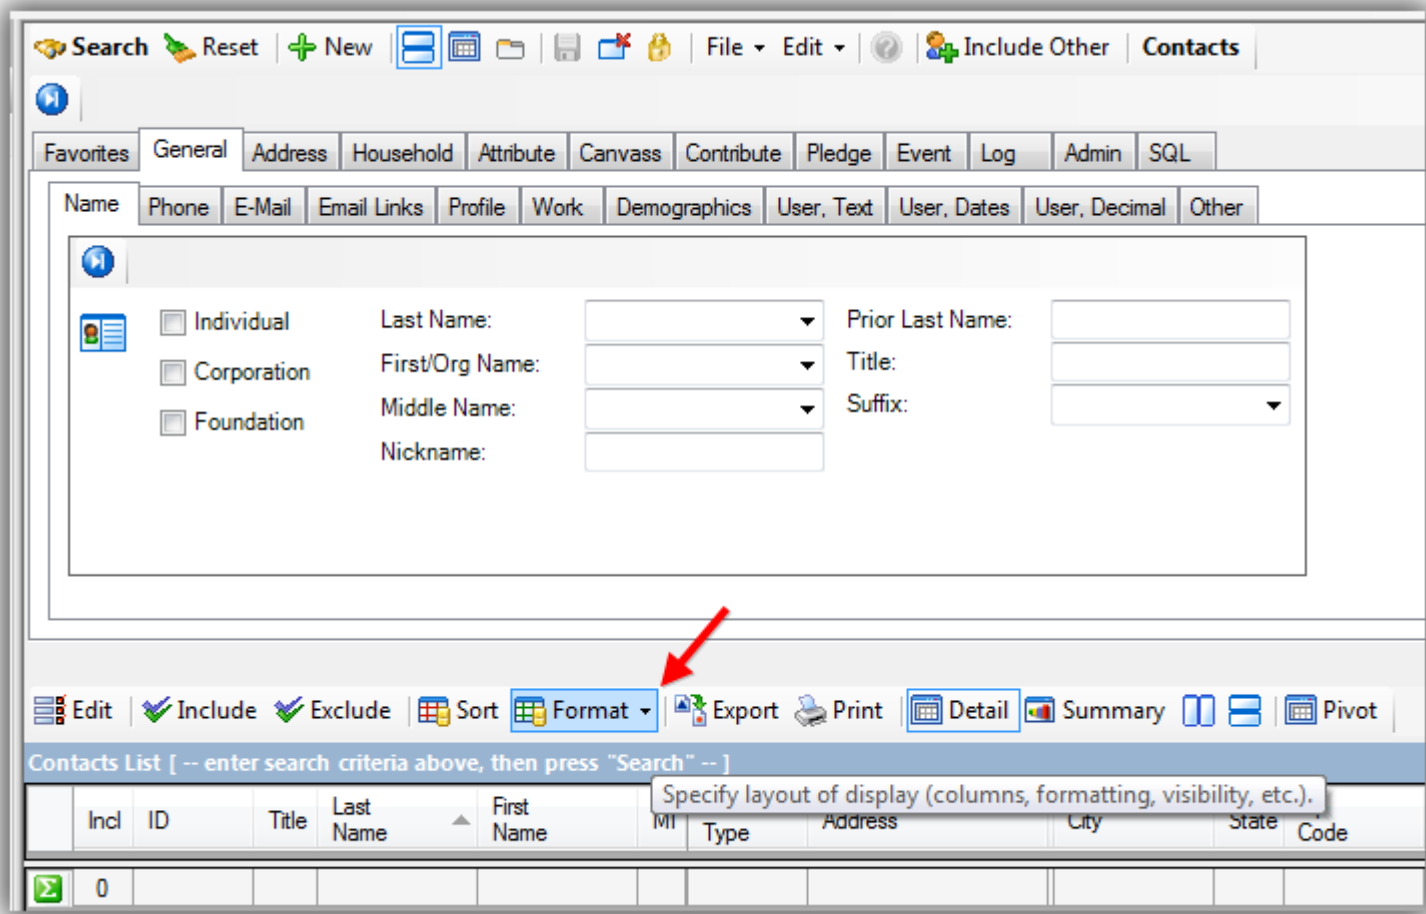 Search Reset New File Edit Include Other Contacts
Favorites General Address Household Attribute Canvass Contribute Pledge Event Log Admin SQL
Name Phone E-Mail Email Links Profile Work Demographics User, Text User, Dates User, Decimal Other
Individual Last Name: Prior Last Name:
Corporation First/Org Name: Title:
Foundation Middle Name: Suffix:
Nickname:
Edit Include Exclude Sort Format Export Print Detail Summary Pivot
Contacts List [ -- enter search criteria above, then press "Search" -- ]
Specify layout of display (columns, formatting, visibility, etc.).
Incl ID Title Last Name First Name MI Type Address City State Code
0